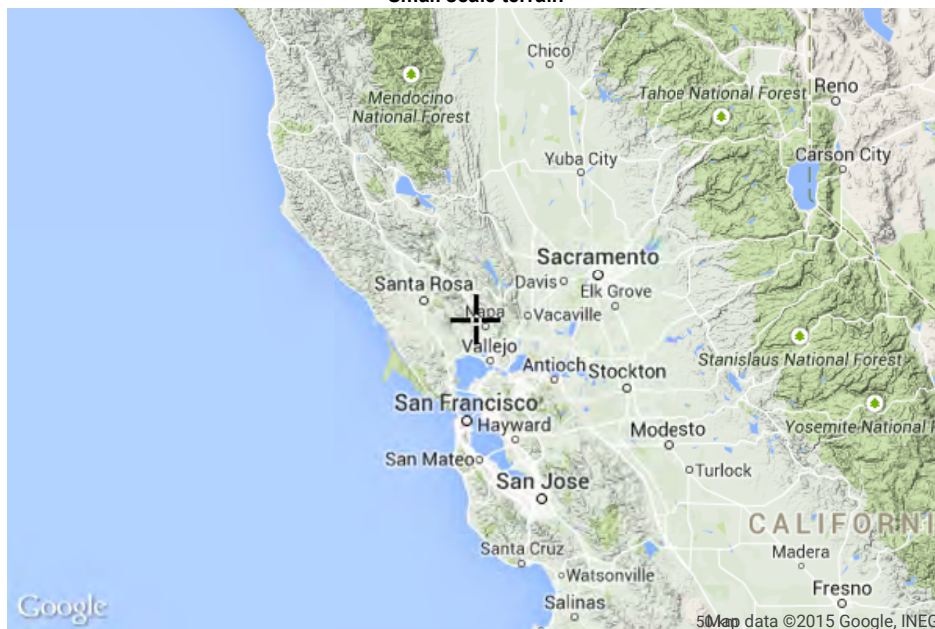 Small scale terrain
Chico
Mendocino
National Forest
Tahoe National Forest
Reno
Yuba City
Carson City
Sacramento
Santa Rosa
Davis
Elk Grove
Napa
Vacaville
Vallejo
Antioch
Stockton
Stanislaus National Forest
San Francisco
Hayward
Modesto
Yosemite National
San Mateo
Turlock
San Jose
CALIFORNI
Santa Cruz
Madera
Watsonville
Fresno
Salinas
Google
data ©2015 Google, INEG